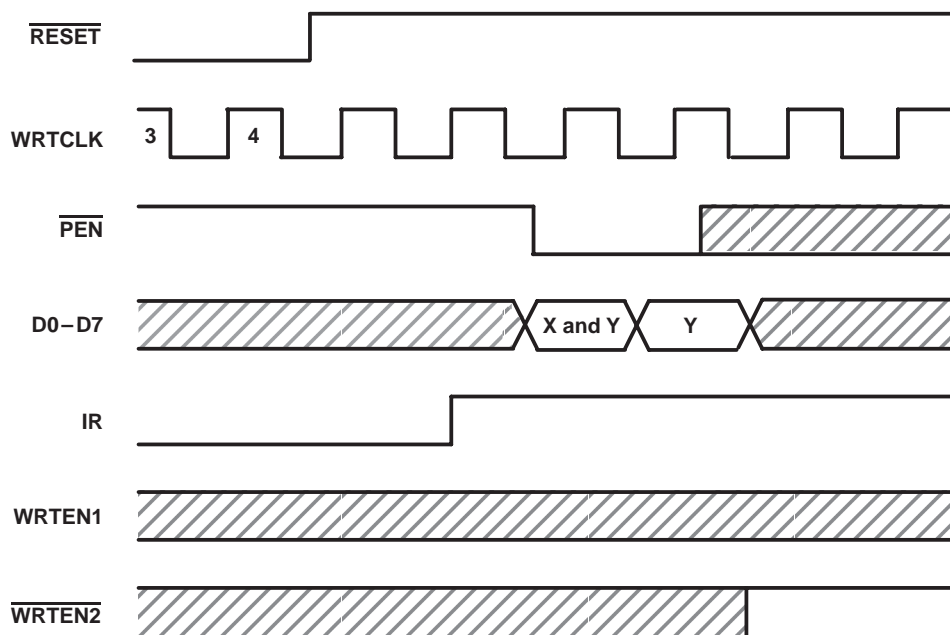 RESET
WRTCLK 3 4
PEN
D0–D7 X and Y Y
IR
WRTEN1
WRTEN2